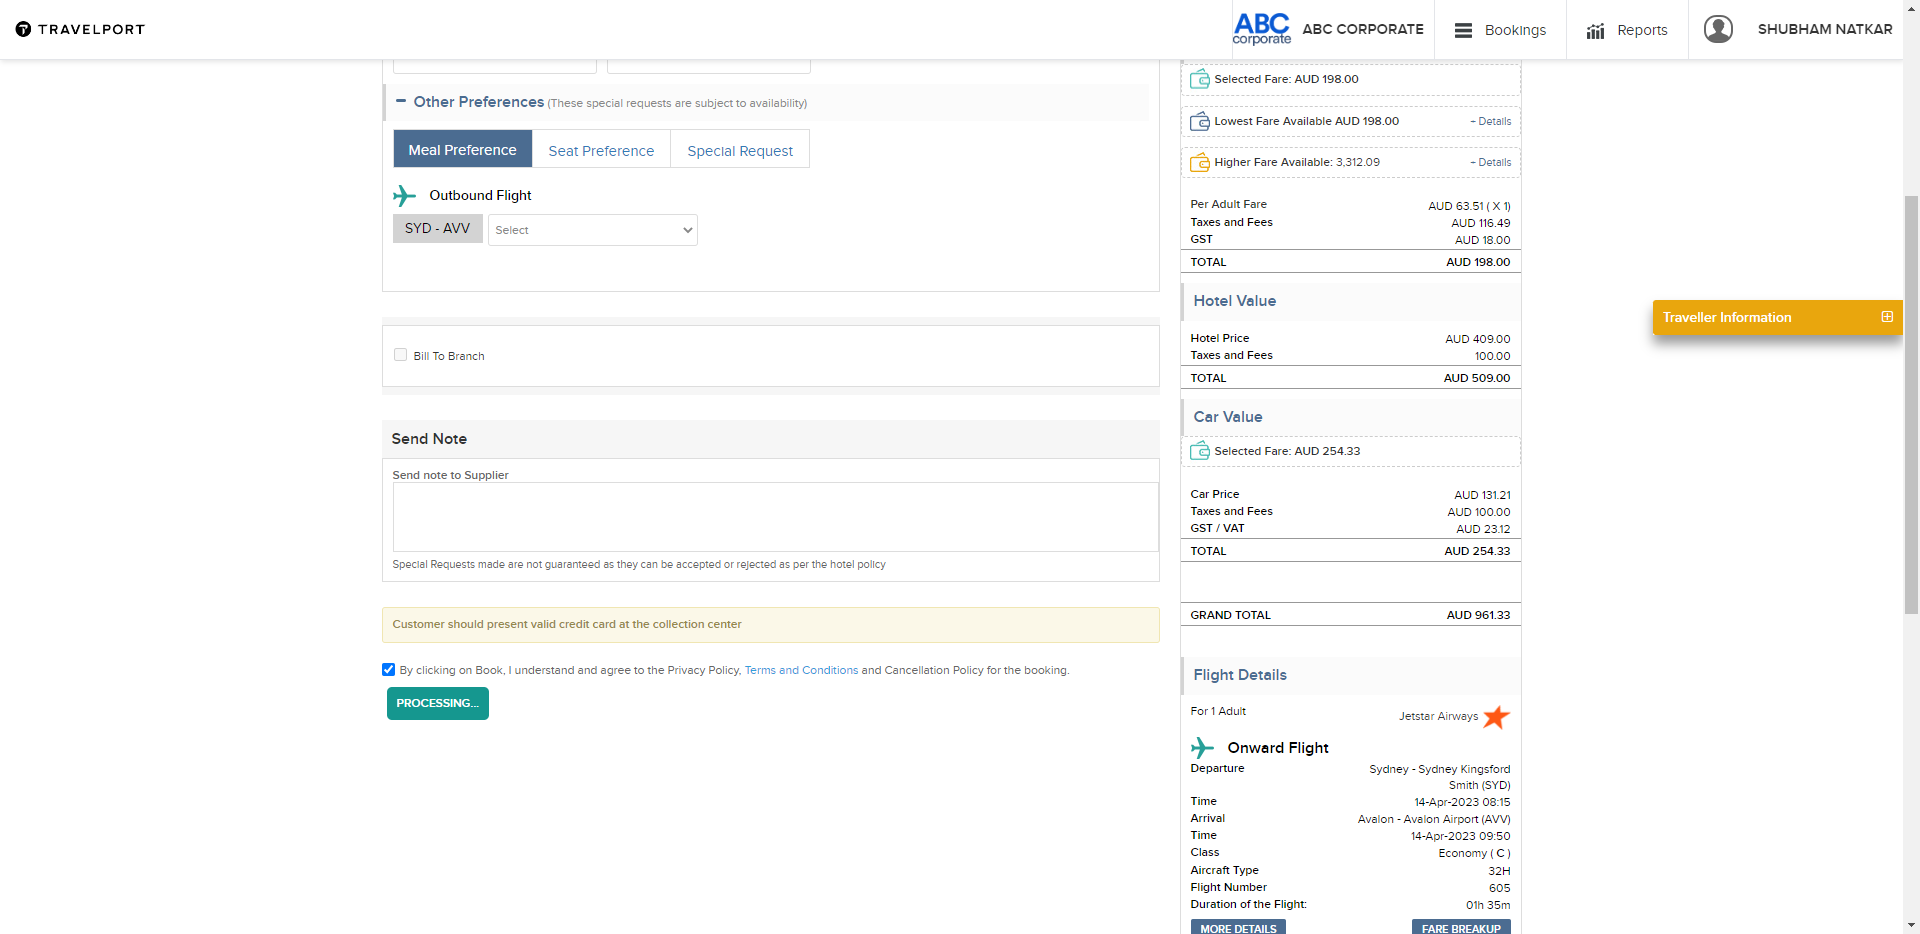 TRAVELPORT
ABC
corporate
ABC CORPORATE
Bookings
Reports
SHUBHAM NATKAR
Other Preferences (These special requests are subject to availability)
Meal Preference
Seat Preference
Special Request
Outbound Flight
SYD - AVV
Select
Bill To Branch
Send Note
Send note to Supplier
Special Requests made are not guaranteed as they can be accepted or rejected as per the hotel policy
Customer should present valid credit card at the collection center
By clicking on Book, I understand and agree to the Privacy Policy, Terms and Conditions and Cancellation Policy for the booking.
PROCESSING...
Selected Fare: AUD 198.00
Lowest Fare Available AUD 198.00 + Details
Higher Fare Available: 3,312.09 + Details
Per Adult Fare AUD 63.51 ( X 1)
Taxes and Fees AUD 116.49
GST AUD 18.00
TOTAL AUD 198.00
Hotel Value
Hotel Price AUD 409.00
Taxes and Fees 100.00
TOTAL AUD 509.00
Car Value
Selected Fare: AUD 254.33
Car Price AUD 131.21
Taxes and Fees AUD 100.00
GST / VAT AUD 23.12
TOTAL AUD 254.33
GRAND TOTAL AUD 961.33
Flight Details
For 1 Adult Jetstar Airways
Onward Flight
Departure Sydney - Sydney Kingsford
Smith (SYD)
Time 14-Apr-2023 08:15
Arrival Avalon - Avalon Airport (AVV)
Time 14-Apr-2023 09:50
Class Economy ( C )
Aircraft Type 32H
Flight Number 605
Duration of the Flight: 01h 35m
MORE DETAILS FARE BREAKUP
Traveller Information